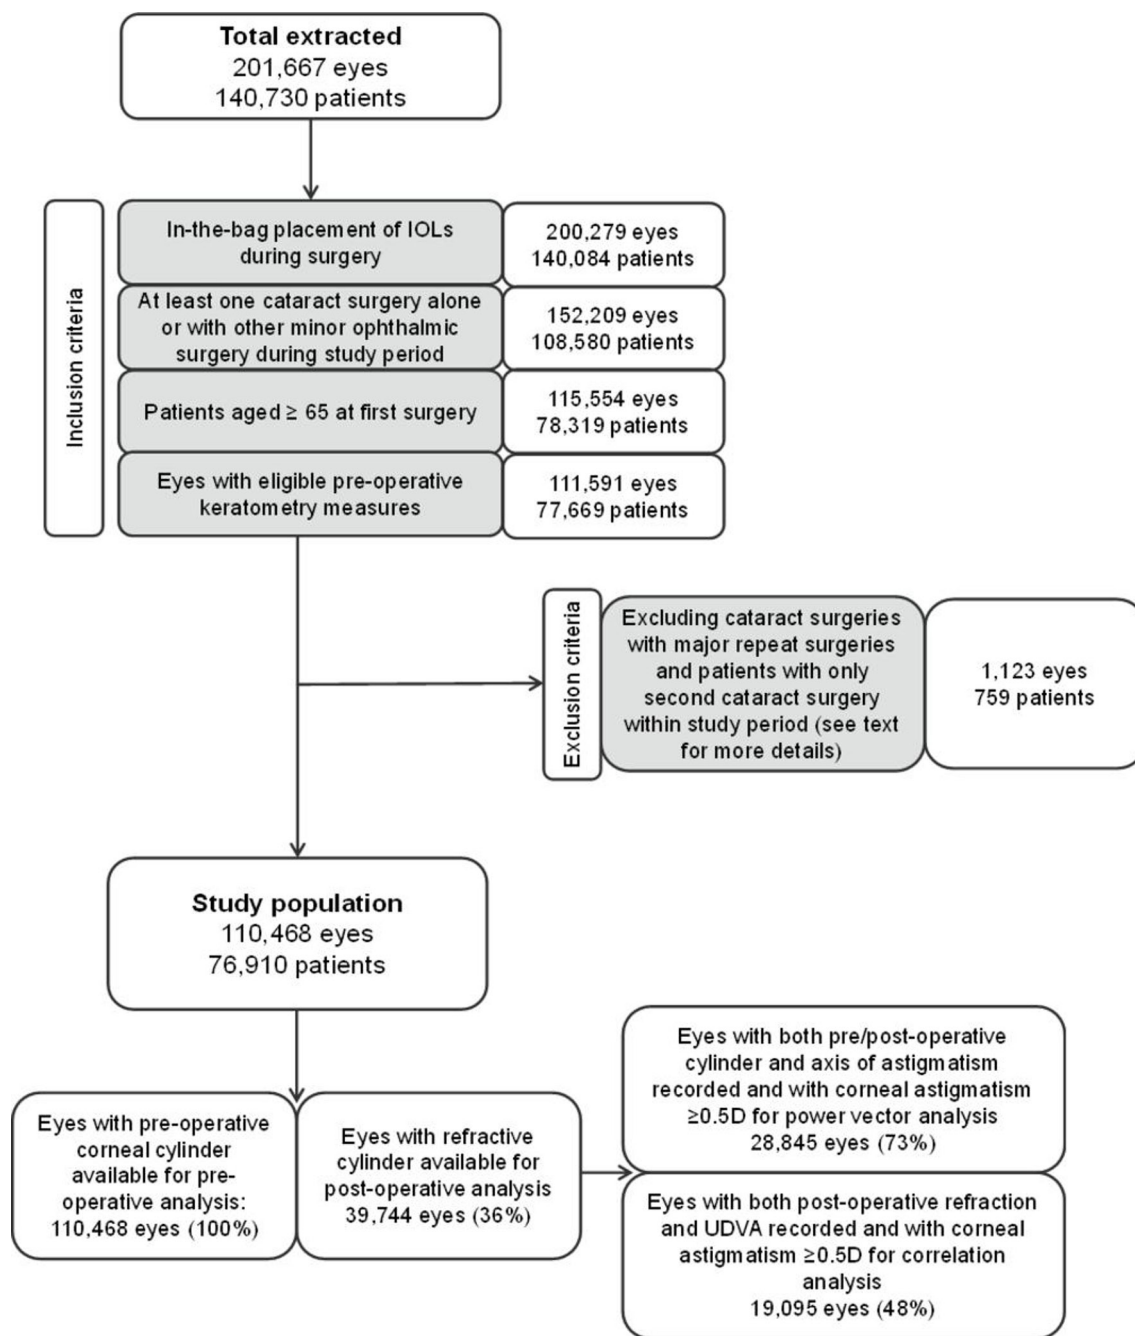 Total extracted
201,667 eyes
140,730 patients
Inclusion criteria
In-the-bag placement of IOLs
during surgery
200,279 eyes
140,084 patients
At least one cataract surgery alone
or with other minor ophthalmic
surgery during study period
152,209 eyes
108,580 patients
Patients aged ≥ 65 at first surgery
115,554 eyes
78,319 patients
Eyes with eligible pre-operative
keratometry measures
111,591 eyes
77,669 patients
Exclusion criteria
Excluding cataract surgeries
with major repeat surgeries
and patients with only
second cataract surgery
within study period (see text
for more details)
1,123 eyes
759 patients
Study population
110,468 eyes
76,910 patients
Eyes with pre-operative
corneal cylinder
available for pre-
operative analysis:
110,468 eyes (100%)
Eyes with refractive
cylinder available for
post-operative analysis
39,744 eyes (36%)
Eyes with both pre/post-operative
cylinder and axis of astigmatism
recorded and with corneal astigmatism
≥0.5D for power vector analysis
28,845 eyes (73%)
Eyes with both post-operative refraction
and UDVA recorded and with corneal
astigmatism ≥0.5D for correlation
analysis
19,095 eyes (48%)